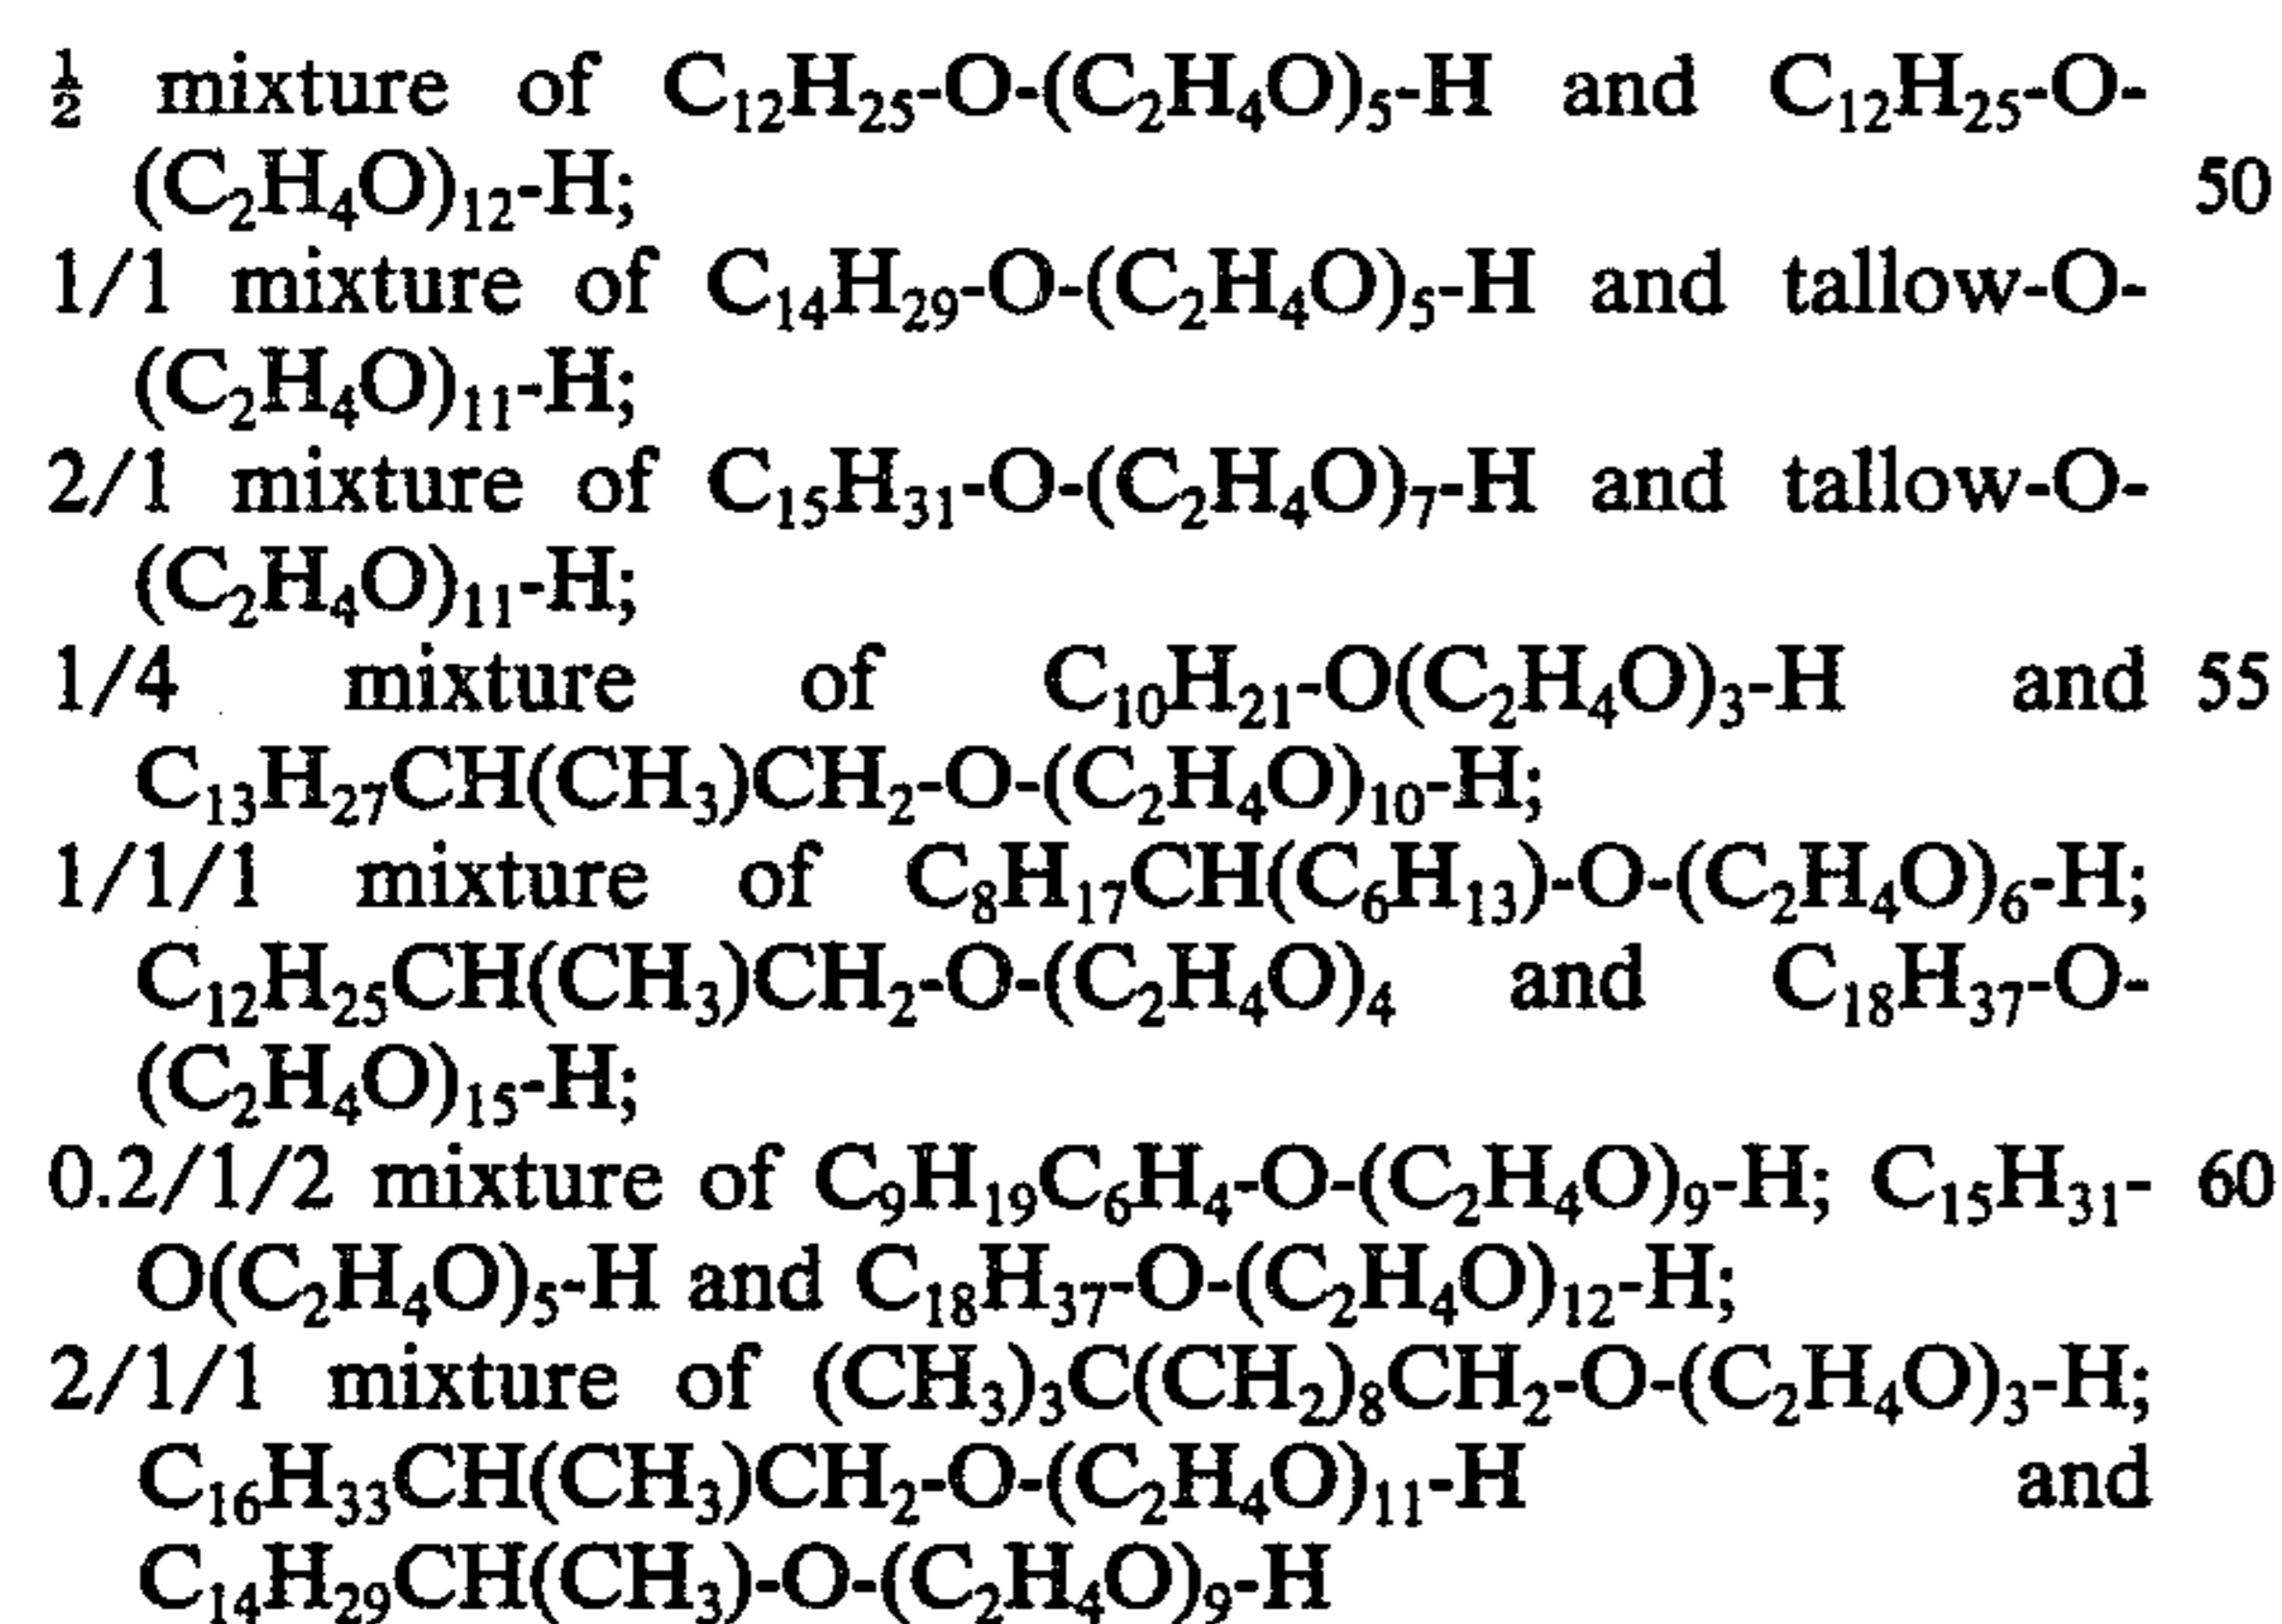 ½ mixture of C₁₂H₂₅-O-(C₂H₄O)₅-H and C₁₂H₂₅-O-
(C₂H₄O)₁₂-H; 50
1/1 mixture of C₁₄H₂₉-O-(C₂H₄O)₅-H and tallow-O-
(C₂H₄O)₁₁-H;
2/1 mixture of C₁₅H₃₁-O-(C₂H₄O)₇-H and tallow-O-
(C₂H₄O)₁₁-H;
1/4 mixture of C₁₀H₂₁-O(C₂H₄O)₃-H and 55
C₁₃H₂₇CH(CH₃)CH₂-O-(C₂H₄O)₁₀-H;
1/1/1 mixture of C₈H₁₇CH(C₆H₁₃)-O-(C₂H₄O)₆-H;
C₁₂H₂₅CH(CH₃)CH₂-O-(C₂H₄O)₄ and C₁₈H₃₇-O-
(C₂H₄O)₁₅-H;
0.2/1/2 mixture of C₉H₁₉C₆H₄-O-(C₂H₄O)₉-H; C₁₅H₃₁- 60
O(C₂H₄O)₅-H and C₁₈H₃₇-O-(C₂H₄O)₁₂-H;
2/1/1 mixture of (CH₃)₃C(CH₂)₈CH₂-O-(C₂H₄O)₃-H;
C₁₆H₃₃CH(CH₃)CH₂-O-(C₂H₄O)₁₁-H and
C₁₄H₂₉CH(CH₃)-O-(C₂H₄O)₉-H